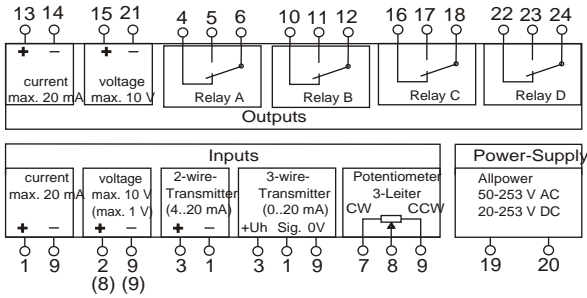 13 14 15 21 4 5 6 10 11 12 16 17 18 22 23 24
+ − + −
current
max. 20 mA
voltage
max. 10 V
Relay A
Relay B
Relay C
Relay D
Outputs
Inputs
Power-Supply
current
max. 20 mA
+ −
voltage
max. 10 V
(max. 1 V)
+ −
2-wire-
Transmitter
(4..20 mA)
+ −
3-wire-
Transmitter
(0..20 mA)
+Uh Sig. 0V
Potentiometer
3-Leiter
CW CCW
Allpower
50-253 V AC
20-253 V DC
1 9 2 9 3 1 3 1 9 7 8 9 19 20
(8) (9)